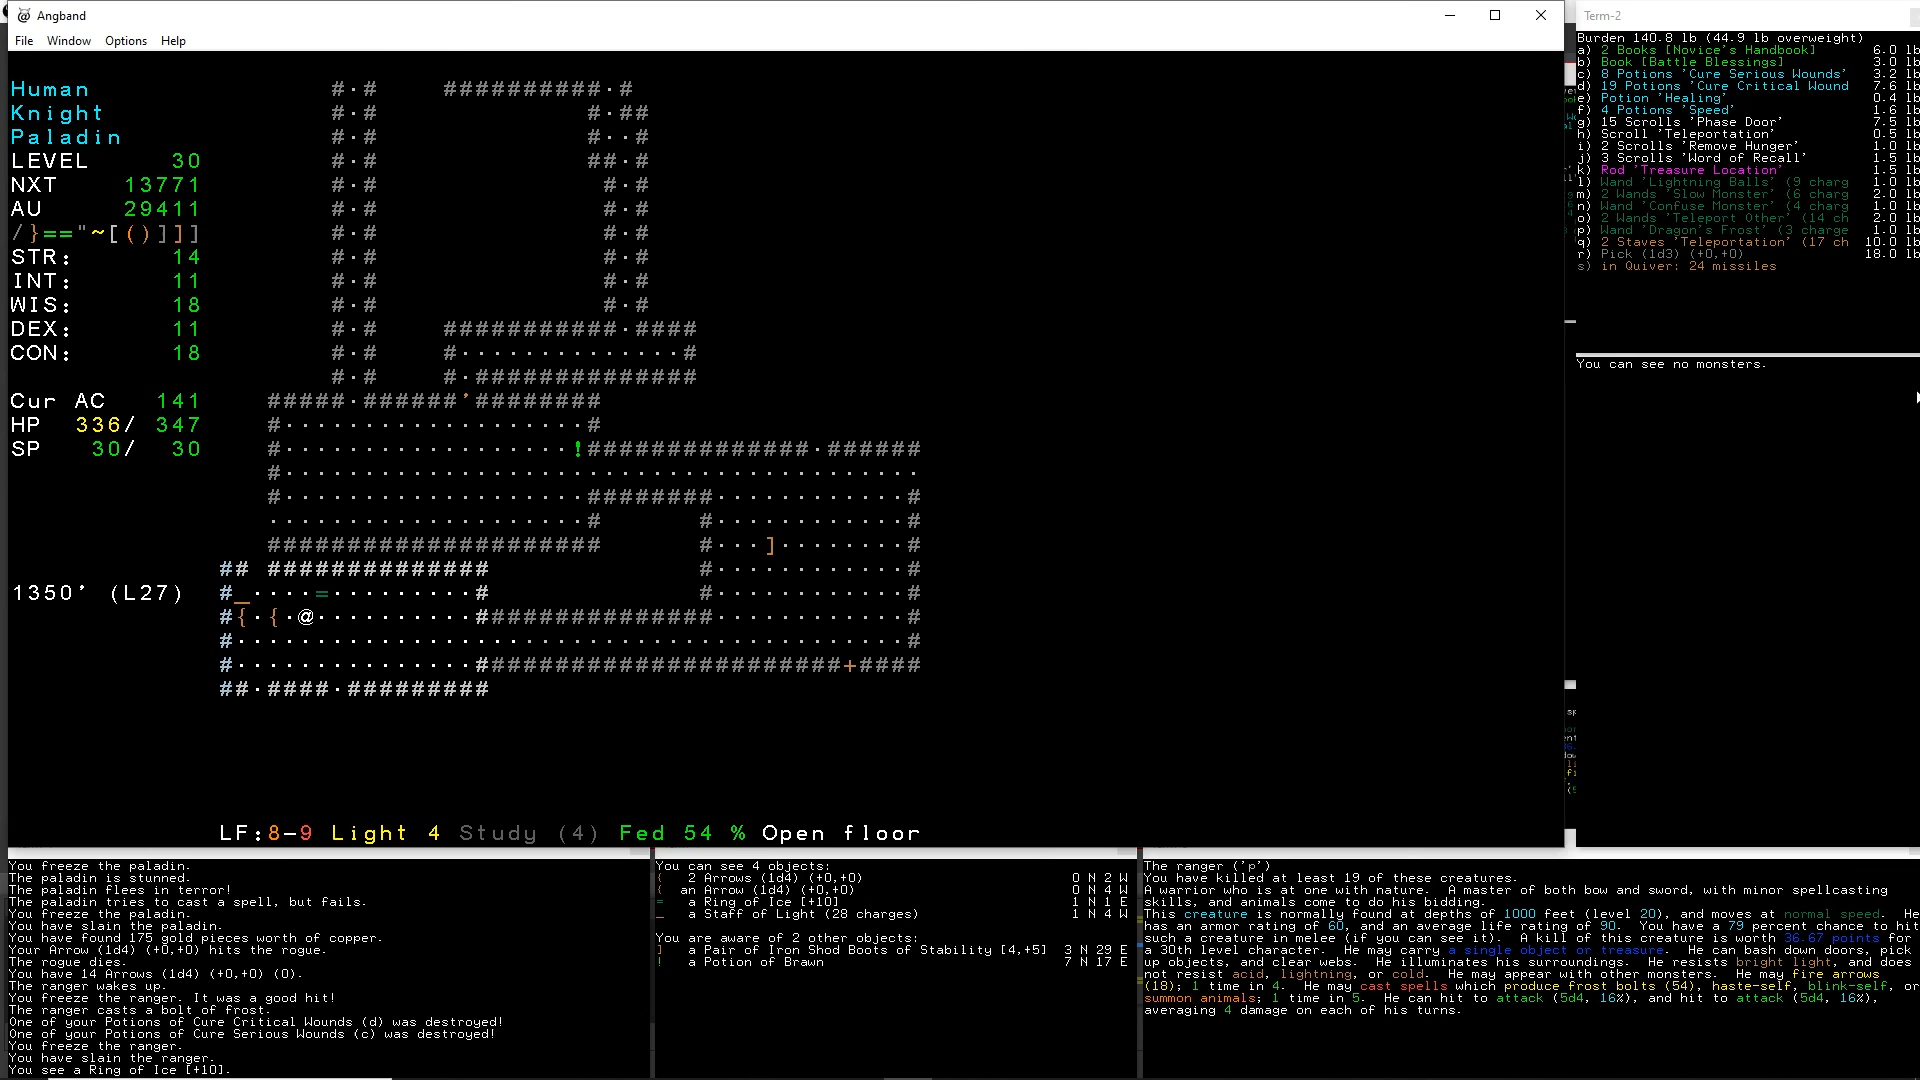 Angband
File Window Options Help
Human
Knight
Paladin
LEVEL 30
NXT 13771
AU 29411
/}=="~[()]]]
STR: 14
INT: 11
WIS: 18
DEX: 11
CON: 18
Cur AC 141
HP 336/ 347
SP 30/ 30
1350' (L27)
LF:8-9 Light 4 Study (4) Fed 54 % Open floor
Term-2
Burden 140.8 lb (44.9 lb overweight)
a) 2 Books [Novice's Handbook] 6.0 lb
b) Book [Battle Blessings] 3.0 lb
c) 8 Potions 'Cure Serious Wounds' 3.2 lb
d) 19 Potions 'Cure Critical Wound 7.6 lb
e) Potion 'Healing' 0.4 lb
f) 4 Potions 'Speed' 1.6 lb
g) 15 Scrolls 'Phase Door' 7.5 lb
h) Scroll 'Teleportation' 0.5 lb
i) 2 Scrolls 'Remove Hunger' 1.0 lb
j) 3 Scrolls 'Word of Recall' 1.5 lb
k) Rod 'Treasure Location' 1.5 lb
l) Wand 'Lightning Balls' (9 charg 1.0 lb
m) 2 Wands 'Slow Monster' (6 charg 2.0 lb
n) Wand 'Confuse Monster' (4 charg 1.0 lb
o) 2 Wands 'Teleport Other' (14 ch 2.0 lb
p) Wand 'Dragon's Frost' (3 charge 1.0 lb
q) 2 Staves 'Teleportation' (17 ch 10.0 lb
r) Pick (1d3) (+0,+0) 18.0 lb
s) in Quiver: 24 missiles
You can see no monsters.
You freeze the paladin.
The paladin is stunned.
The paladin flees in terror!
The paladin tries to cast a spell, but fails.
You freeze the paladin.
You have slain the paladin.
You have found 175 gold pieces worth of copper.
Your Arrow (1d4) (+0,+0) hits the rogue.
The rogue dies.
You have 14 Arrows (1d4) (+0,+0) (0).
The ranger wakes up.
You freeze the ranger. It was a good hit!
The ranger casts a bolt of frost.
One of your Potions of Cure Critical Wounds (d) was destroyed!
One of your Potions of Cure Serious Wounds (c) was destroyed!
You freeze the ranger.
You have slain the ranger.
You see a Ring of Ice [+10].
You can see 4 objects:
{ 2 Arrows (1d4) (+0,+0) 0 N 2 W
{ an Arrow (1d4) (+0,+0) 0 N 4 W
= a Ring of Ice [+10] 1 N 1 E
_ a Staff of Light (28 charges) 1 N 4 W
You are aware of 2 other objects:
] a Pair of Iron Shod Boots of Stability [4,+5] 3 N 29 E
! a Potion of Brawn 7 N 17 E
The ranger ('p')
You have killed at least 19 of these creatures.
A warrior who is at one with nature. A master of both bow and sword, with minor spellcasting
skills, and animals come to do his bidding.
This creature is normally found at depths of 1000 feet (level 20), and moves at normal speed. He
has an armor rating of 60, and an average life rating of 90. You have a 79 percent chance to hit
such a creature in melee (if you can see it). A kill of this creature is worth 36.67 points for
a 30th level character. He may carry a single object or treasure. He can bash down doors, pick
up objects, and clear webs. He illuminates his surroundings. He resists bright light, and does
not resist acid, lightning, or cold. He may appear with other monsters. He may fire arrows
(18); 1 time in 4. He may cast spells which produce frost bolts (54), haste-self, blink-self, or
summon animals; 1 time in 5. He can hit to attack (5d4, 16%), and hit to attack (5d4, 16%),
averaging 4 damage on each of his turns.